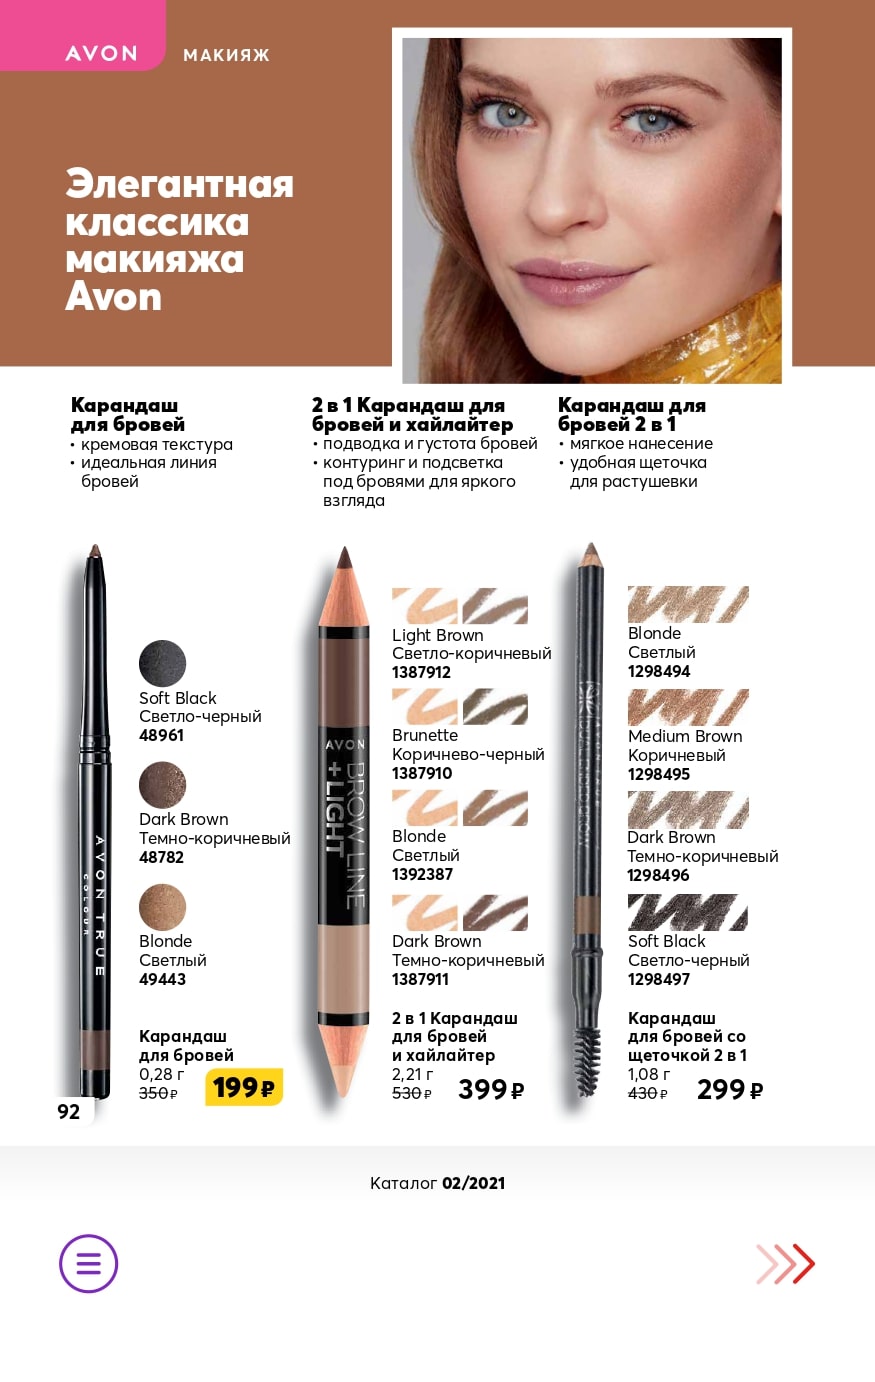 AVON
МАКИЯЖ
Элегантная
классика
макияжа
Avon
Карандаш
для бровей
• кремовая текстура
• идеальная линия
бровей
2 в 1 Карандаш для
бровей и хайлайтер
• подводка и густота бровей
• контуринг и подсветка
под бровями для яркого
взгляда
Карандаш для
бровей 2 в 1
• мягкое нанесение
• удобная щеточка
для растушевки
AVON TRUE
COLOUR
Soft Black
Светло-черный
48961
Dark Brown
Темно-коричневый
48782
Blonde
Светлый
49443
Карандаш
для бровей
0,28 г
350 ₽
199 ₽
AVON
BROW LINE
+ LIGHT
Light Brown
Светло-коричневый
1387912
Brunette
Коричнево-черный
1387910
Blonde
Светлый
1392387
Dark Brown
Темно-коричневый
1387911
2 в 1 Карандаш
для бровей
и хайлайтер
2,21 г
530 ₽
399 ₽
Blonde
Светлый
1298494
Medium Brown
Коричневый
1298495
Dark Brown
Темно-коричневый
1298496
Soft Black
Светло-черный
1298497
Карандаш
для бровей со
щеточкой 2 в 1
1,08 г
430 ₽
299 ₽
92
Каталог 02/2021